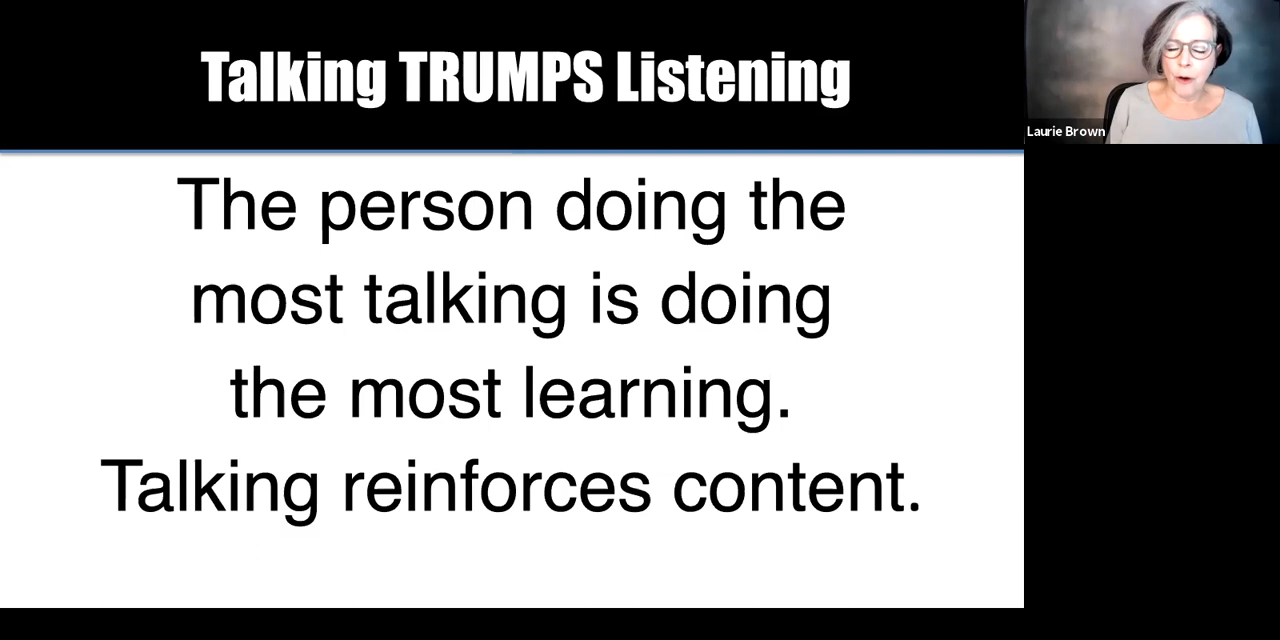 Talking TRUMPS Listening
Laurie Brown
The person doing the
most talking is doing
the most learning.
Talking reinforces content.